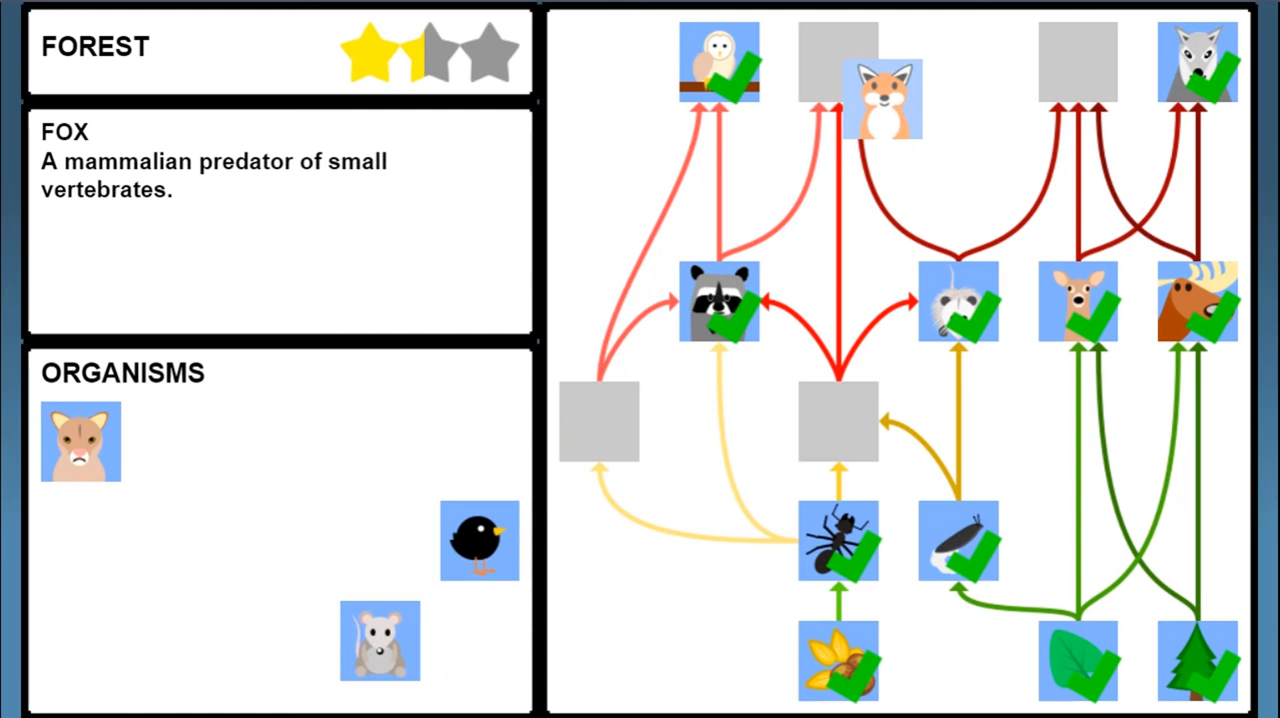 FOREST
FOX
A mammalian predator of small
vertebrates.
ORGANISMS